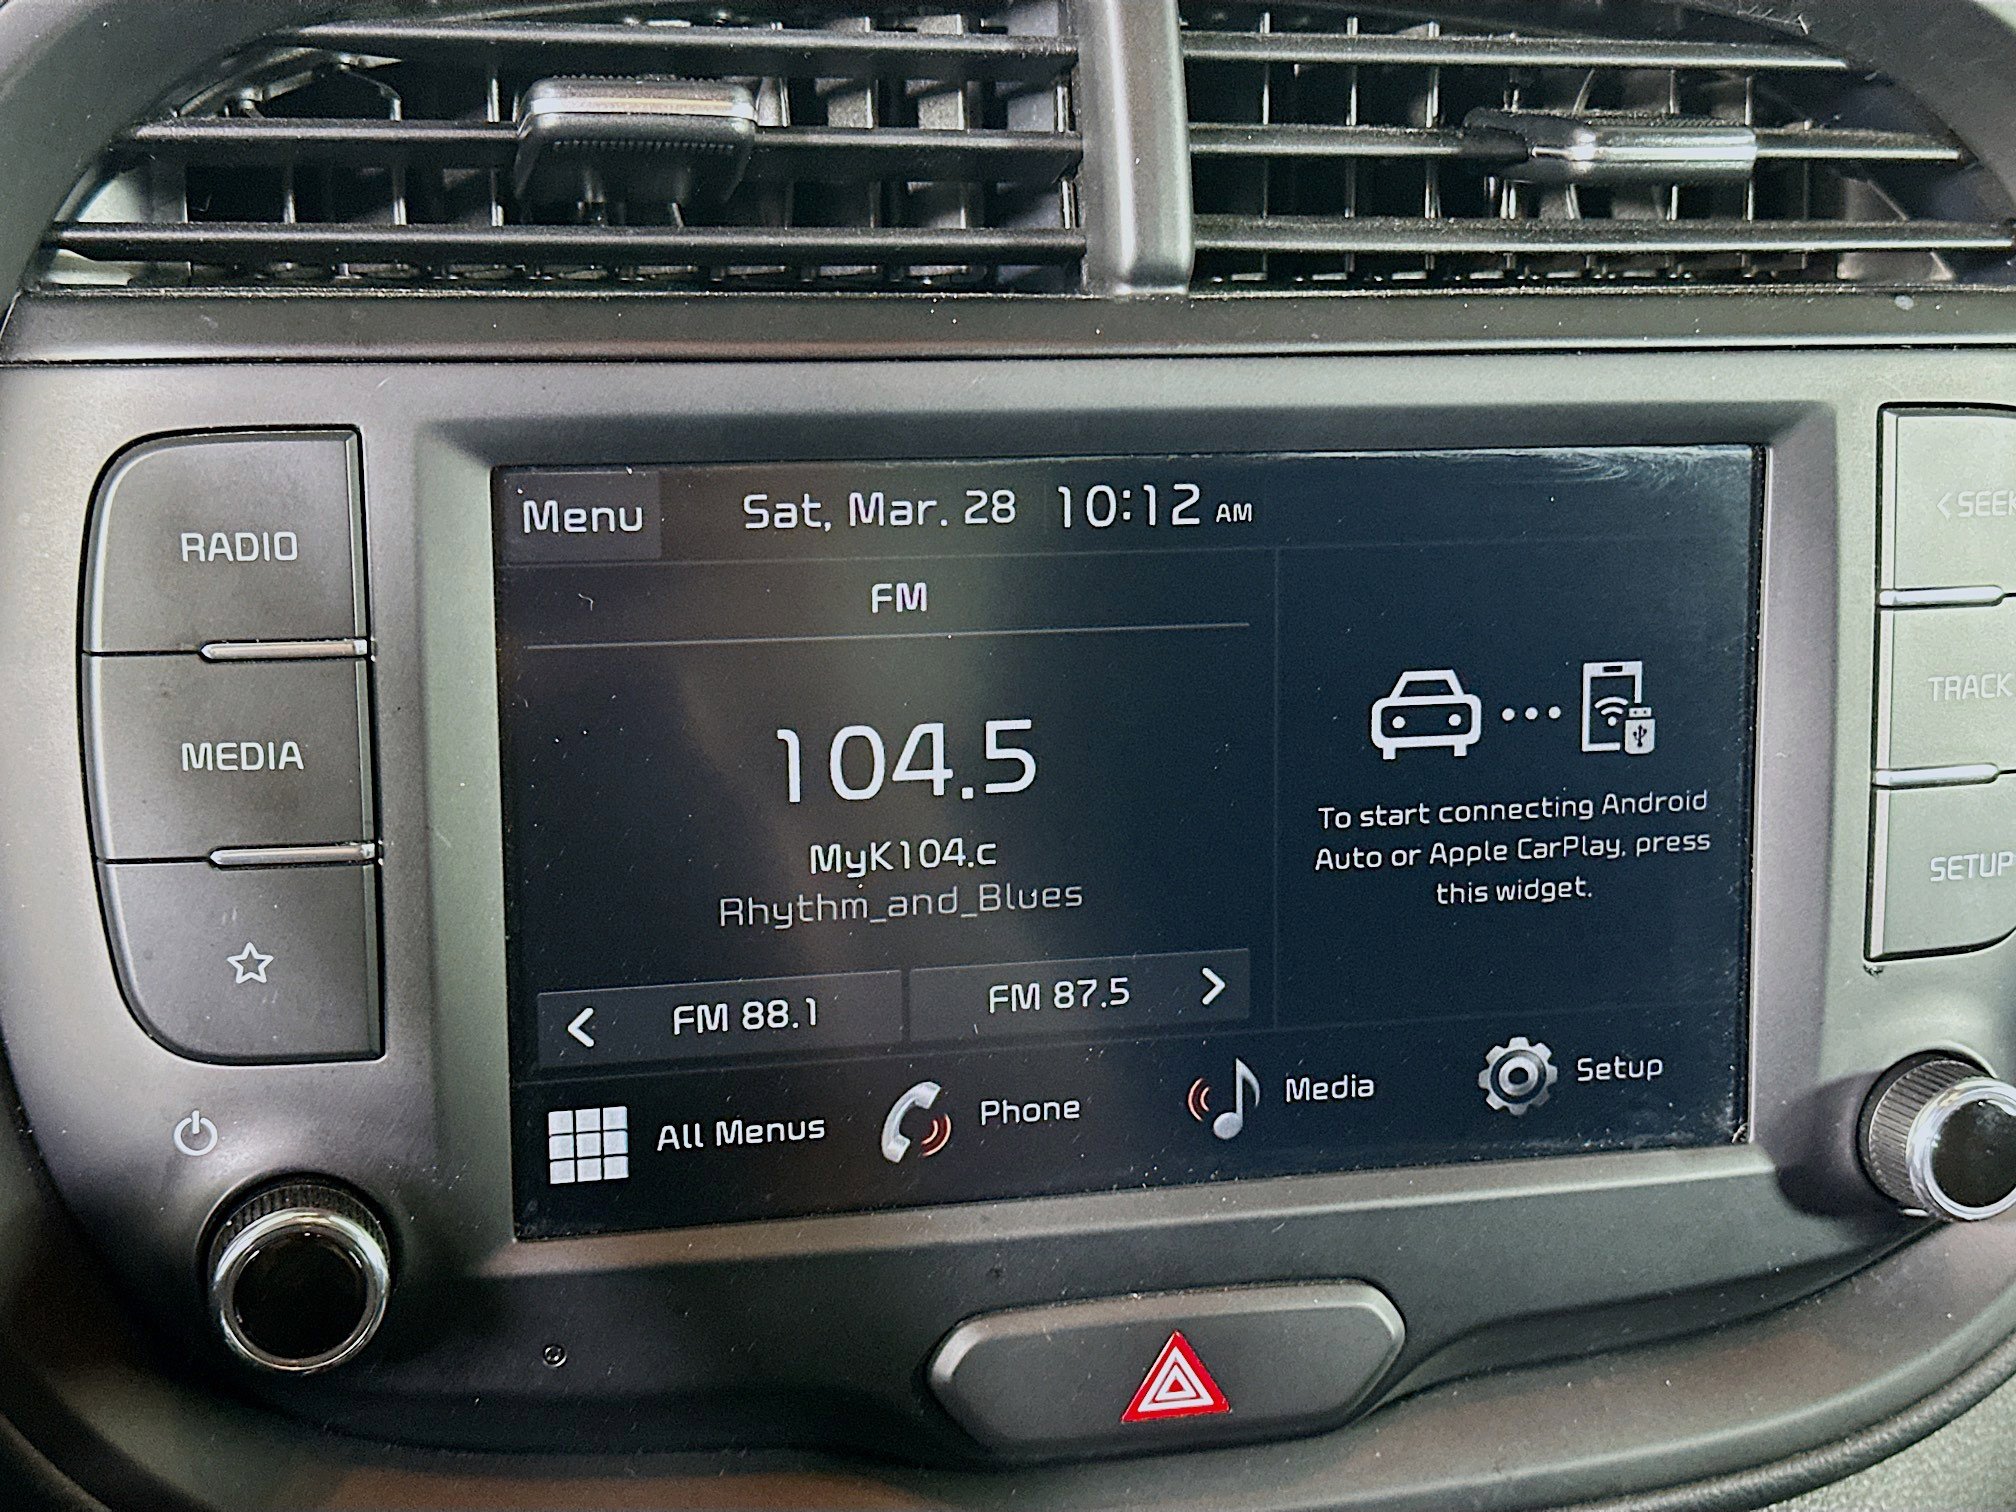 RADIO
MEDIA
Menu
Sat, Mar. 28 10:12 AM
FM
104.5
MyK104.c
Rhythm_and_Blues
FM 88.1
FM 87.5
To start connecting Android
Auto or Apple CarPlay, press
this widget.
All Menus
Phone
Media
Setup
<SEEK
TRACK
SETUP